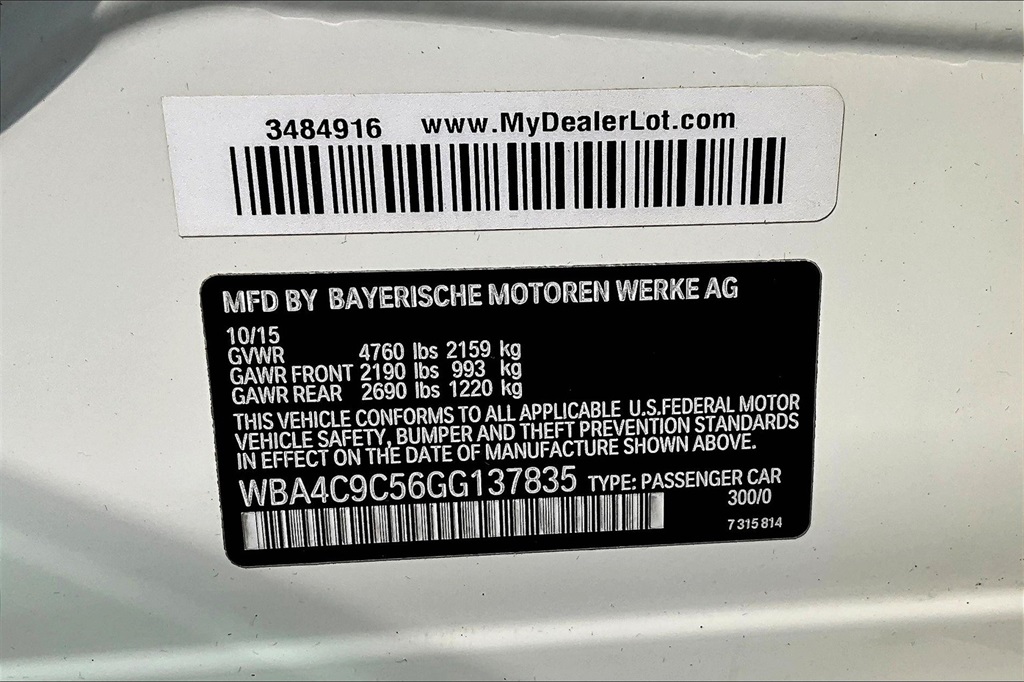 3484916 www.MyDealerLot.com
MFD BY BAYERISCHE MOTOREN WERKE AG
10/15
GVWR 4760 lbs 2159 kg
GAWR FRONT 2190 lbs 993 kg
GAWR REAR 2690 lbs 1220 kg
THIS VEHICLE CONFORMS TO ALL APPLICABLE U.S.FEDERAL MOTOR
VEHICLE SAFETY, BUMPER AND THEFT PREVENTION STANDARDS
IN EFFECT ON THE DATE OF MANUFACTURE SHOWN ABOVE.
WBA4C9C56GG137835 TYPE: PASSENGER CAR
300/0
7 315 814